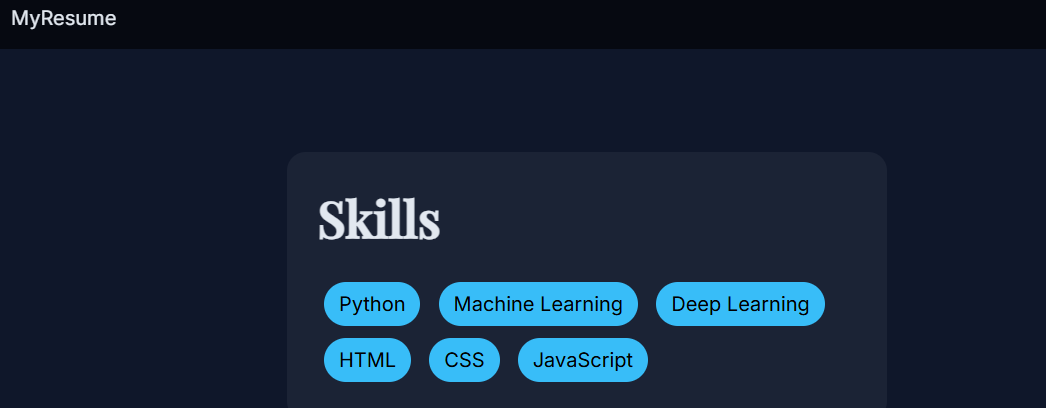 MyResume
Skills
Python Machine Learning Deep Learning
HTML CSS JavaScript